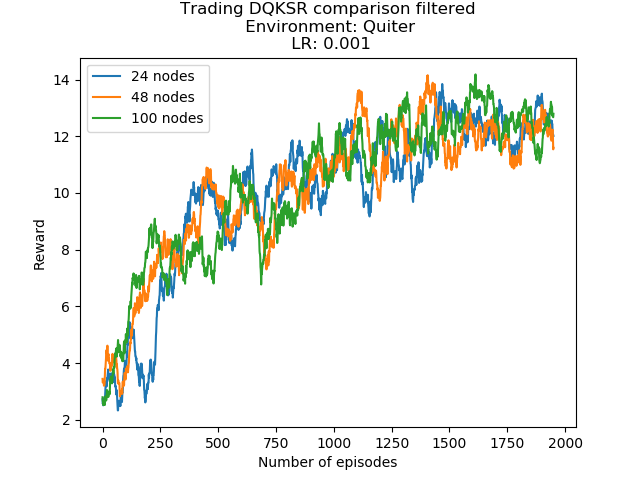 Trading DQKSR comparison filtered
Environment: Quiter
LR: 0.001
24 nodes
48 nodes
100 nodes
14
12
10
8
6
4
2
Reward
0
250
500
750
1000
1250
1500
1750
2000
Number of episodes